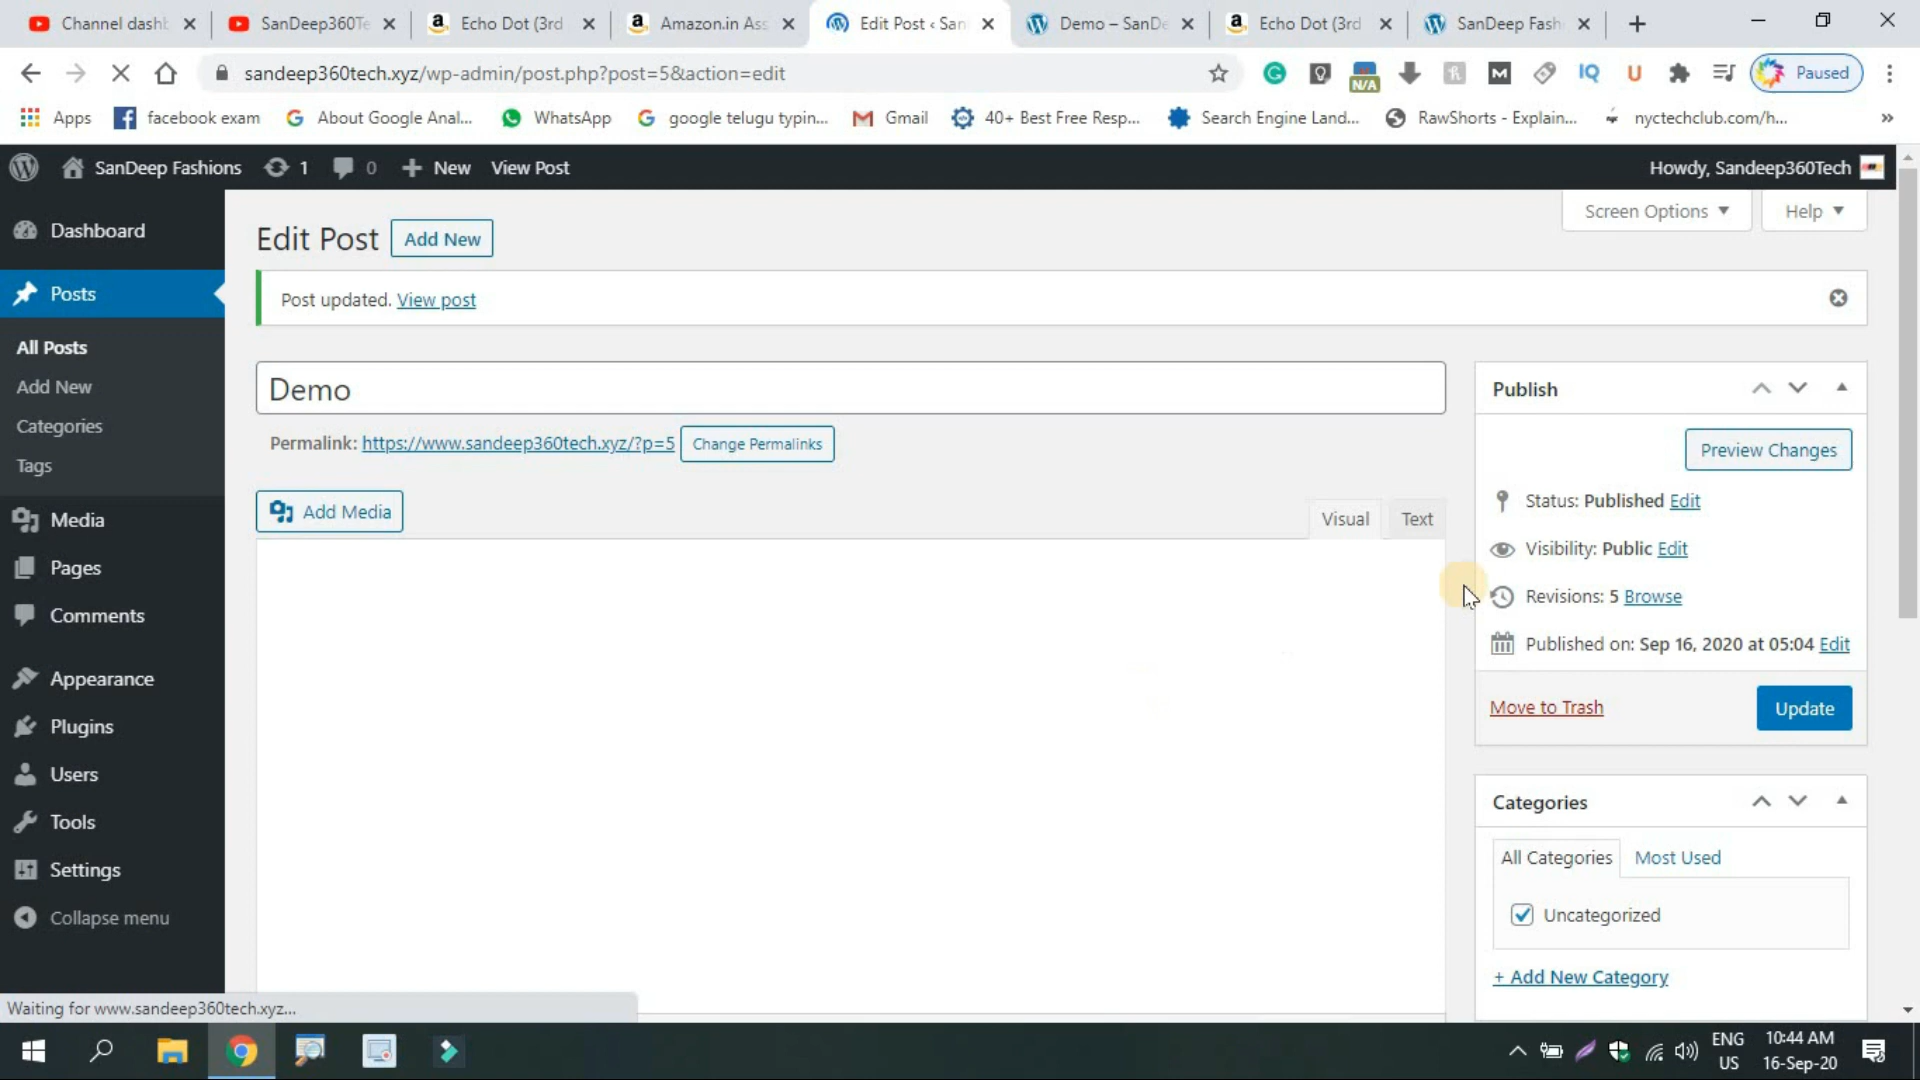 Channel dashb
SanDeep360Te
Echo Dot (3rd
Amazon.in Ass
Edit Post ‹ San
Demo – SanDe
Echo Dot (3rd
SanDeep Fash
sandeep360tech.xyz/wp-admin/post.php?post=5&action=edit
N/A
IQ
Paused
Apps
facebook exam
About Google Anal...
WhatsApp
google telugu typin...
Gmail
40+ Best Free Resp...
Search Engine Land...
RawShorts - Explain...
nyctechclub.com/h...
»
SanDeep Fashions
1
0
New
View Post
Howdy, Sandeep360Tech
Screen Options
Help
Dashboard
Posts
All Posts
Add New
Categories
Tags
Media
Pages
Comments
Appearance
Plugins
Users
Tools
Settings
Collapse menu
Edit Post
Add New
Post updated. View post
Demo
Permalink: https://www.sandeep360tech.xyz/?p=5
Change Permalinks
Add Media
Visual
Text
Publish
Preview Changes
Status: Published Edit
Visibility: Public Edit
Revisions: 5 Browse
Published on: Sep 16, 2020 at 05:04 Edit
Move to Trash
Update
Categories
All Categories
Most Used
Uncategorized
+ Add New Category
Waiting for www.sandeep360tech.xyz...
ENG
US
10:44 AM
16-Sep-20